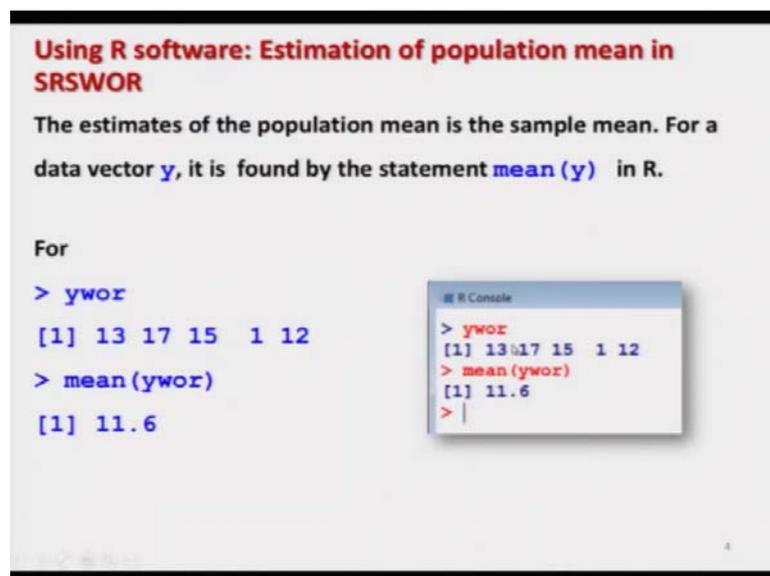 Using R software: Estimation of population mean in
SRSWOR
The estimates of the population mean is the sample mean. For a
data vector y, it is found by the statement mean(y) in R.
For
> ywor
[1] 13 17 15  1 12
> mean(ywor)
[1] 11.6
R Console
> ywor
[1] 13 17 15  1 12
> mean(ywor)
[1] 11.6
> |
4